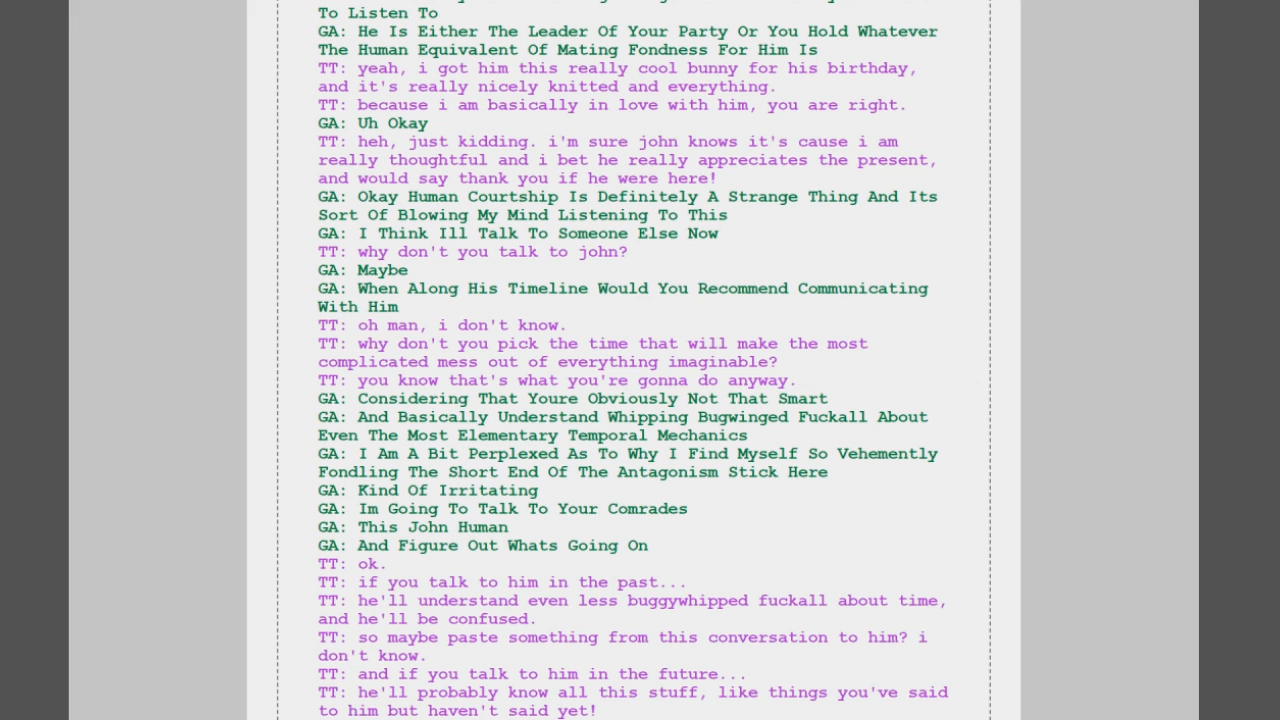 To Listen To
GA: He Is Either The Leader Of Your Party Or You Hold Whatever
The Human Equivalent Of Mating Fondness For Him Is
TT: yeah, i got him this really cool bunny for his birthday,
and it's really nicely knitted and everything.
TT: because i am basically in love with him, you are right.
GA: Uh Okay
TT: heh, just kidding. i'm sure john knows it's cause i am
really thoughtful and i bet he really appreciates the present,
and would say thank you if he were here!
GA: Okay Human Courtship Is Definitely A Strange Thing And Its
Sort Of Blowing My Mind Listening To This
GA: I Think Ill Talk To Someone Else Now
TT: why don't you talk to john?
GA: Maybe
GA: When Along His Timeline Would You Recommend Communicating
With Him
TT: oh man, i don't know.
TT: why don't you pick the time that will make the most
complicated mess out of everything imaginable?
TT: you know that's what you're gonna do anyway.
GA: Considering That Youre Obviously Not That Smart
GA: And Basically Understand Whipping Bugwinged Fuckall About
Even The Most Elementary Temporal Mechanics
GA: I Am A Bit Perplexed As To Why I Find Myself So Vehemently
Fondling The Short End Of The Antagonism Stick Here
GA: Kind Of Irritating
GA: Im Going To Talk To Your Comrades
GA: This John Human
GA: And Figure Out Whats Going On
TT: ok.
TT: if you talk to him in the past...
TT: he'll understand even less buggywhipped fuckall about time,
and he'll be confused.
TT: so maybe paste something from this conversation to him? i
don't know.
TT: and if you talk to him in the future...
TT: he'll probably know all this stuff, like things you've said
to him but haven't said yet!